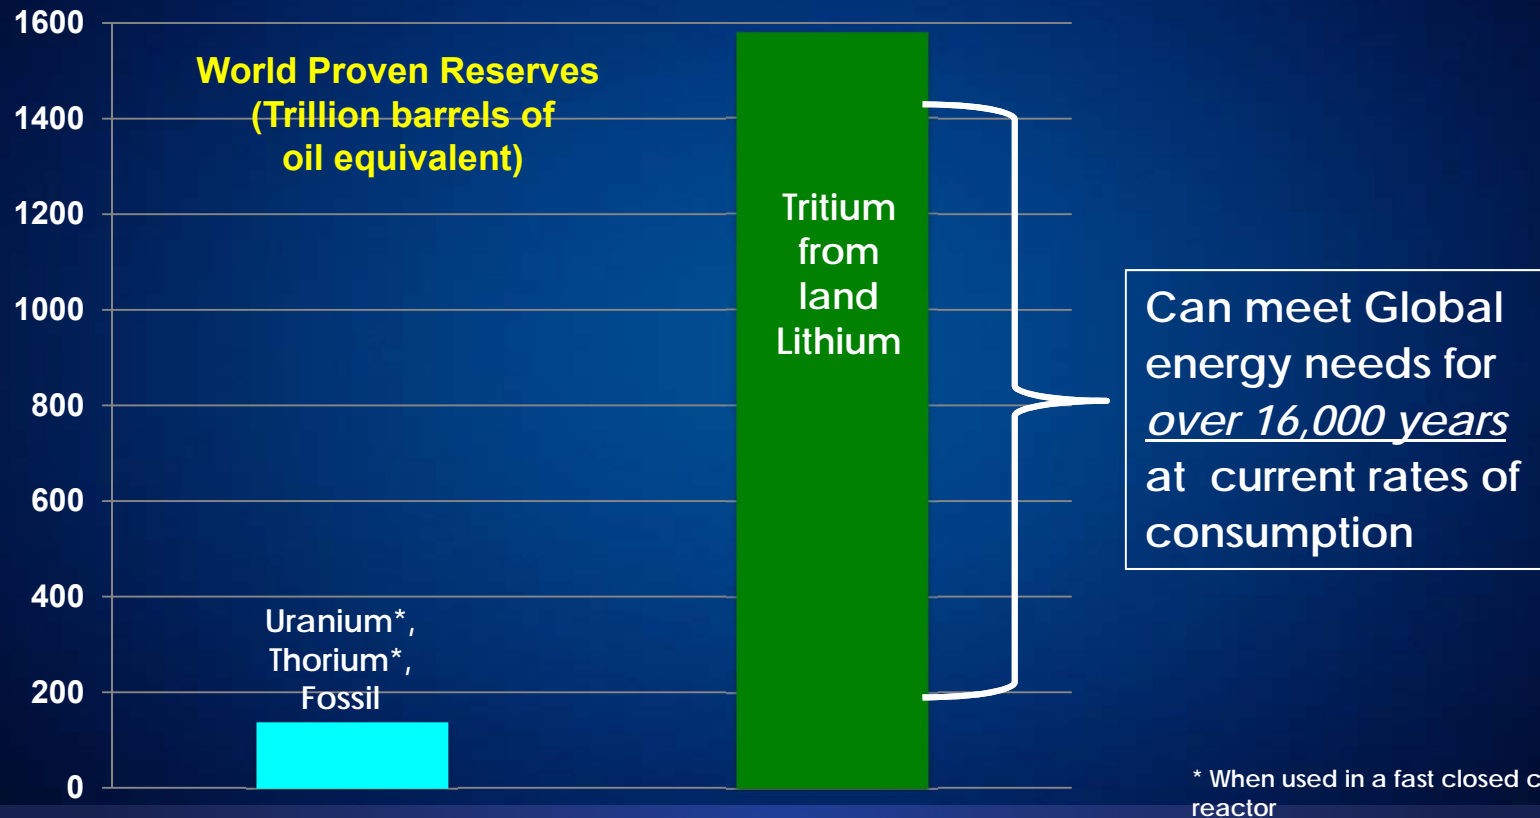 1600
1400
1200
1000
800
600
400
200
0
World Proven Reserves
(Trillion barrels of
oil equivalent)
Uranium*,
Thorium*,
Fossil
Tritium
from
land
Lithium
Can meet Global
energy needs for
over 16,000 years
at current rates of
consumption
* When used in a fast closed
reactor